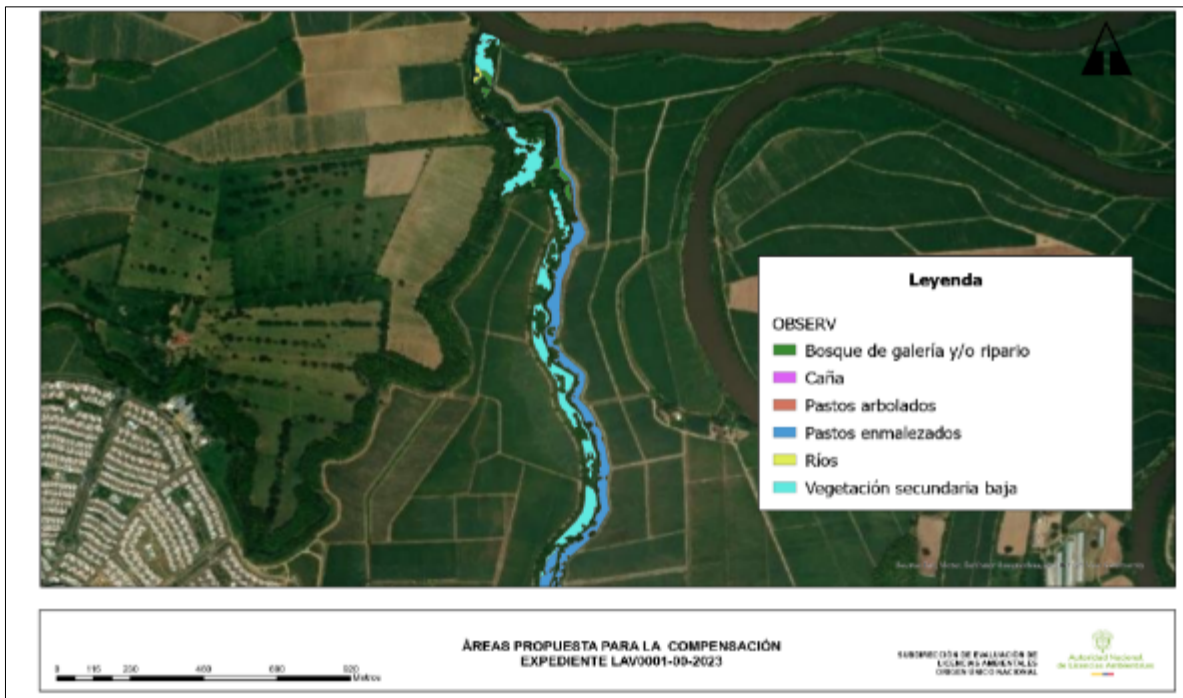 Leyenda
OBSERV
Bosque de galería y/o ripario
Caña
Pastos arbolados
Pastos enmalezados
Ríos
Vegetación secundaria baja
ÁREAS PROPUESTA PARA LA COMPENSACIÓN
EXPEDIENTE LAV0001-00-2023
0 115 230 460 690 920
Metros
SUBDIRECCIÓN DE EVALUACIÓN DE
LICENCIAS AMBIENTALES
ORIGEN ÚNICO NACIONAL
Autoridad Nacional
de Licencias Ambientales